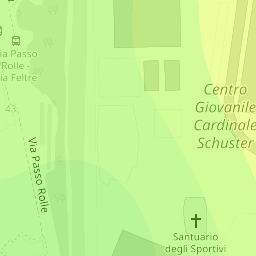 ia Passo
Rolle -
ia Feltre
Centro
Giovanile
Cardinale
Schuster
43
Via Passo Rolle
Santuario
degli Sportivi